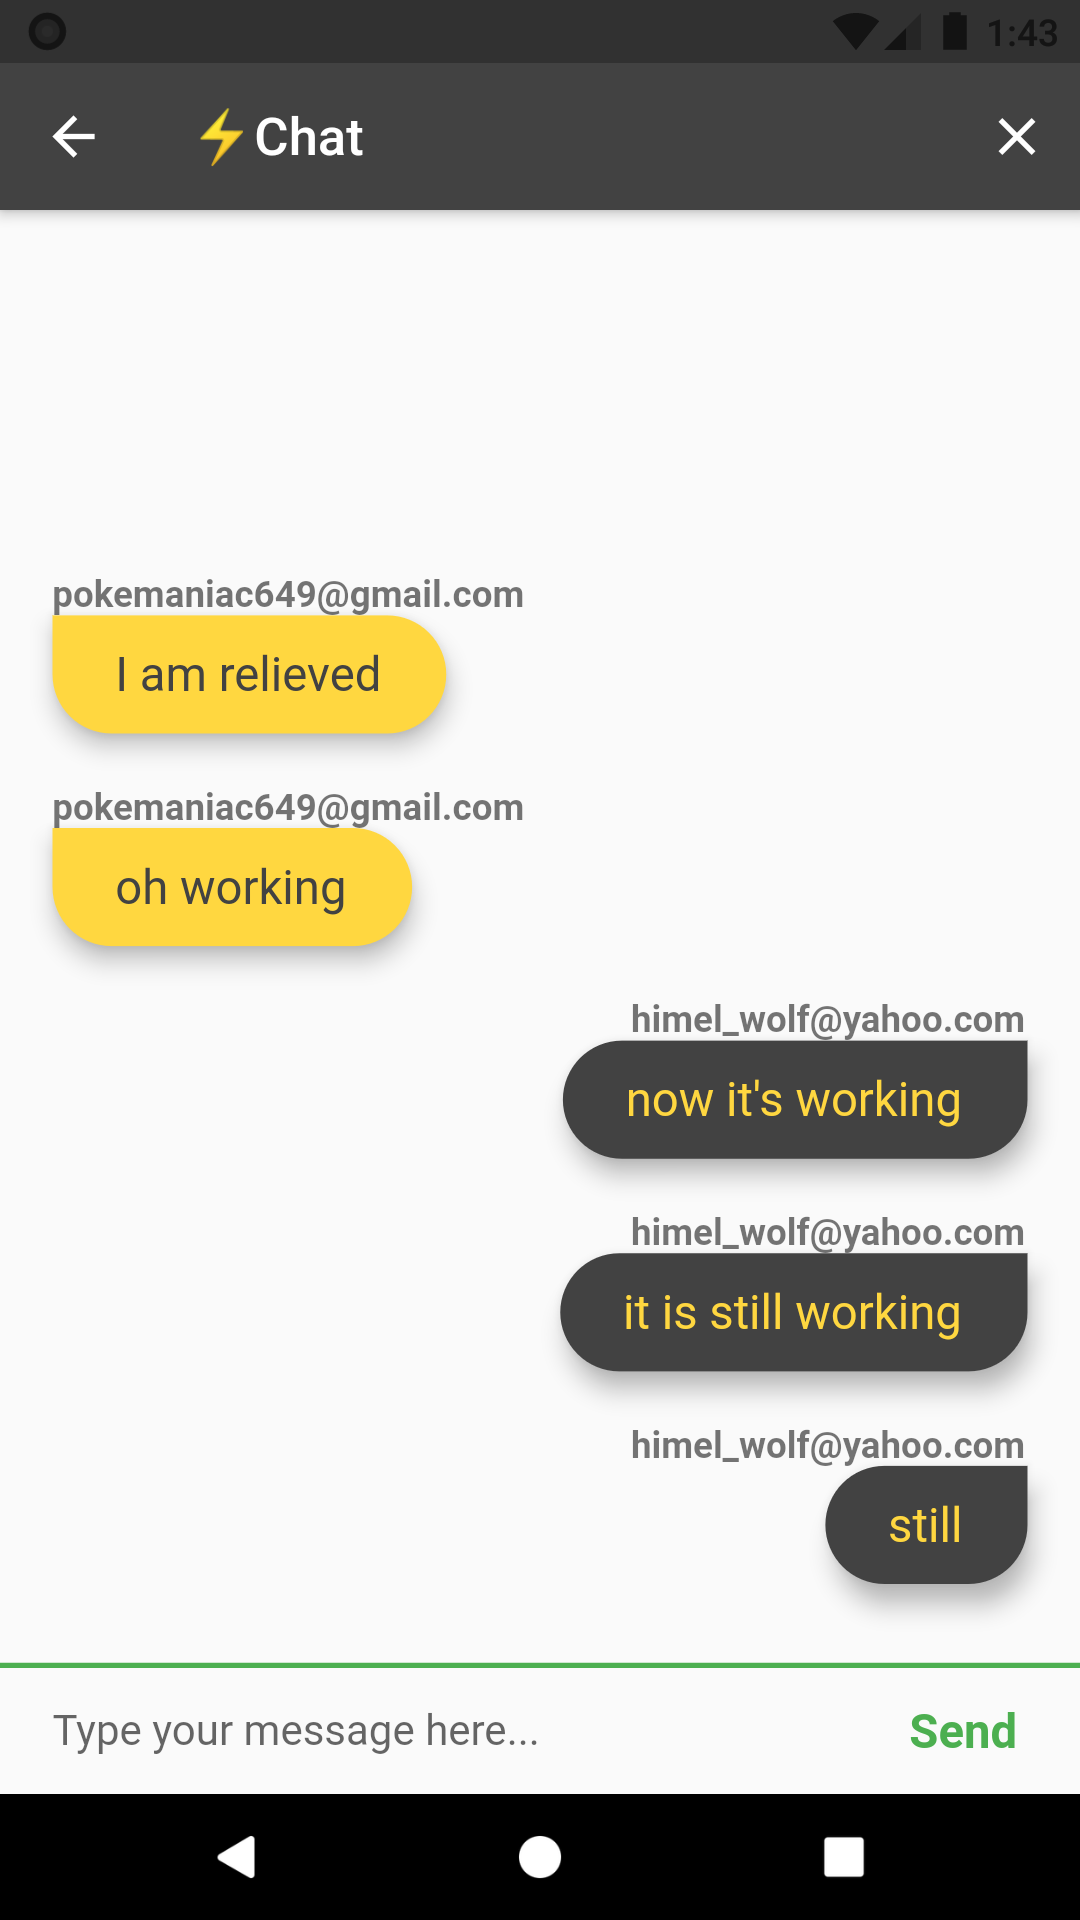 1:43
⚡Chat
pokemaniac649@gmail.com
I am relieved
pokemaniac649@gmail.com
oh working
himel_wolf@yahoo.com
now it's working
himel_wolf@yahoo.com
it is still working
himel_wolf@yahoo.com
still
Type your message here...
Send